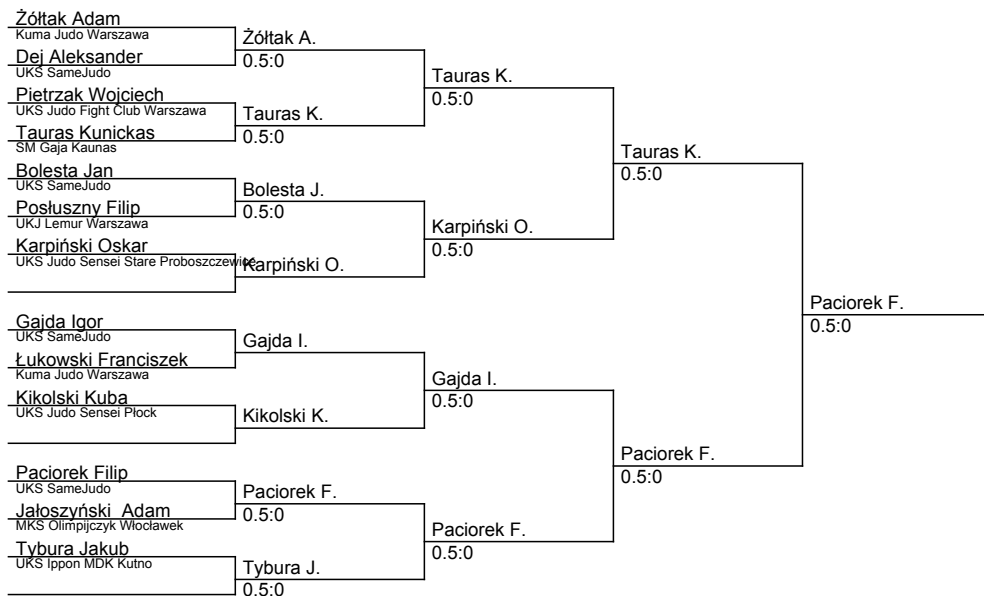 Żółtak Adam
Kuma Judo Warszawa
Dej Aleksander
UKS SameJudo
Pietrzak Wojciech
UKS Judo Fight Club Warszawa
Tauras Kunickas
SM Gaja Kaunas
Bolesta Jan
UKS SameJudo
Posłuszny Filip
UKJ Lemur Warszawa
Karpiński Oskar
UKS Judo Sensei Stare Proboszczewice
Gajda Igor
UKS SameJudo
Łukowski Franciszek
Kuma Judo Warszawa
Kikolski Kuba
UKS Judo Sensei Płock
Paciorek Filip
UKS SameJudo
Jałoszyński Adam
MKS Olimpijczyk Włocławek
Tybura Jakub
UKS Ippon MDK Kutno
Żółtak A.
0.5:0
Tauras K.
0.5:0
Bolesta J.
0.5:0
Karpiński O.
Gajda I.
Kikolski K.
Paciorek F.
0.5:0
Tybura J.
0.5:0
Tauras K.
0.5:0
Karpiński O.
0.5:0
Gajda I.
0.5:0
Paciorek F.
0.5:0
Tauras K.
0.5:0
Paciorek F.
0.5:0
Paciorek F.
0.5:0